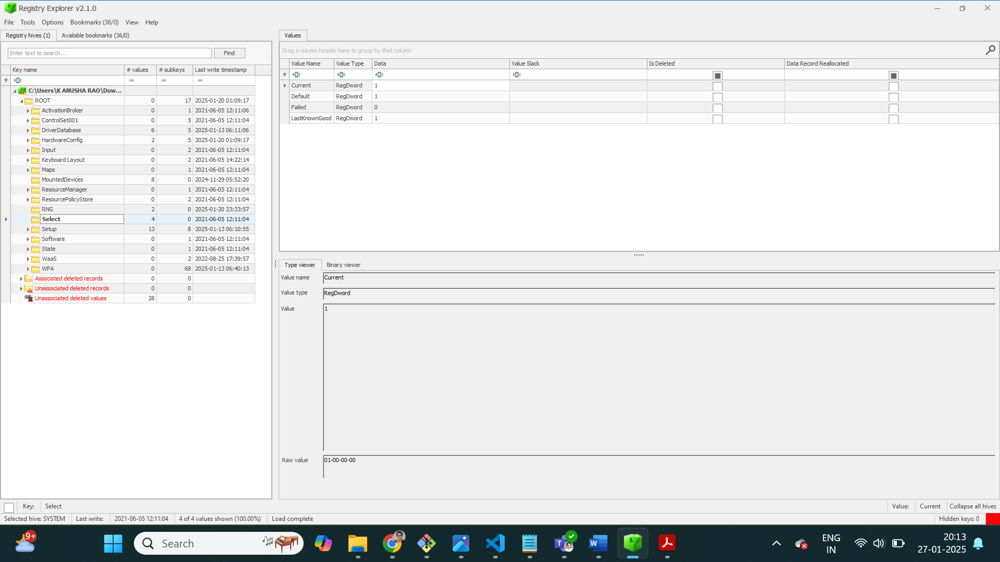 Registry Explorer v2.1.0
File Tools Options Bookmarks (36/0) View Help
Registry hives (1) Available bookmarks (36/0)
Enter text to search... Find
Key name # values # subkeys Last write timestamp
= = =
C:\Users\K ANUSHA RAO\Dow...
ROOT 0 17 2025-01-20 01:09:17
ActivationBroker 0 1 2021-06-05 12:11:06
ControlSet001 0 5 2021-06-05 12:11:04
DriverDatabase 6 5 2025-01-13 06:11:06
HardwareConfig 2 5 2025-01-20 01:09:17
Input 0 2 2021-06-05 12:11:04
Keyboard Layout 0 2 2021-06-05 14:22:14
Maps 0 1 2021-06-05 12:11:04
MountedDevices 8 0 2024-11-29 05:52:20
ResourceManager 0 1 2021-06-05 12:11:04
ResourcePolicyStore 0 2 2021-06-05 12:11:04
RNG 2 0 2025-01-20 23:33:57
Select 4 0 2021-06-05 12:11:04
Setup 13 8 2025-01-13 06:10:55
Software 0 1 2021-06-05 12:11:04
State 0 1 2021-06-05 12:11:04
WaaS 0 2 2022-08-25 17:39:57
WPA 0 68 2025-01-13 06:40:13
Associated deleted records 0 0
Unassociated deleted records 0 0
Unassociated deleted values 28 0
Values
Drag a column header here to group by that column
Value Name Value Type Data Value Slack Is Deleted Data Record Reallocated
Current RegDword 1
Default RegDword 1
Failed RegDword 0
LastKnownGood RegDword 1
Type viewer Binary viewer
Value name Current
Value type RegDword
Value 1
Raw value 01-00-00-00
Key: Select Value: Current Collapse all hives
Selected hive: SYSTEM Last write: 2021-06-05 12:11:04 4 of 4 values shown (100.00%) Load complete Hidden keys: 0 7
9+ Search ENG IN 20:13 27-01-2025